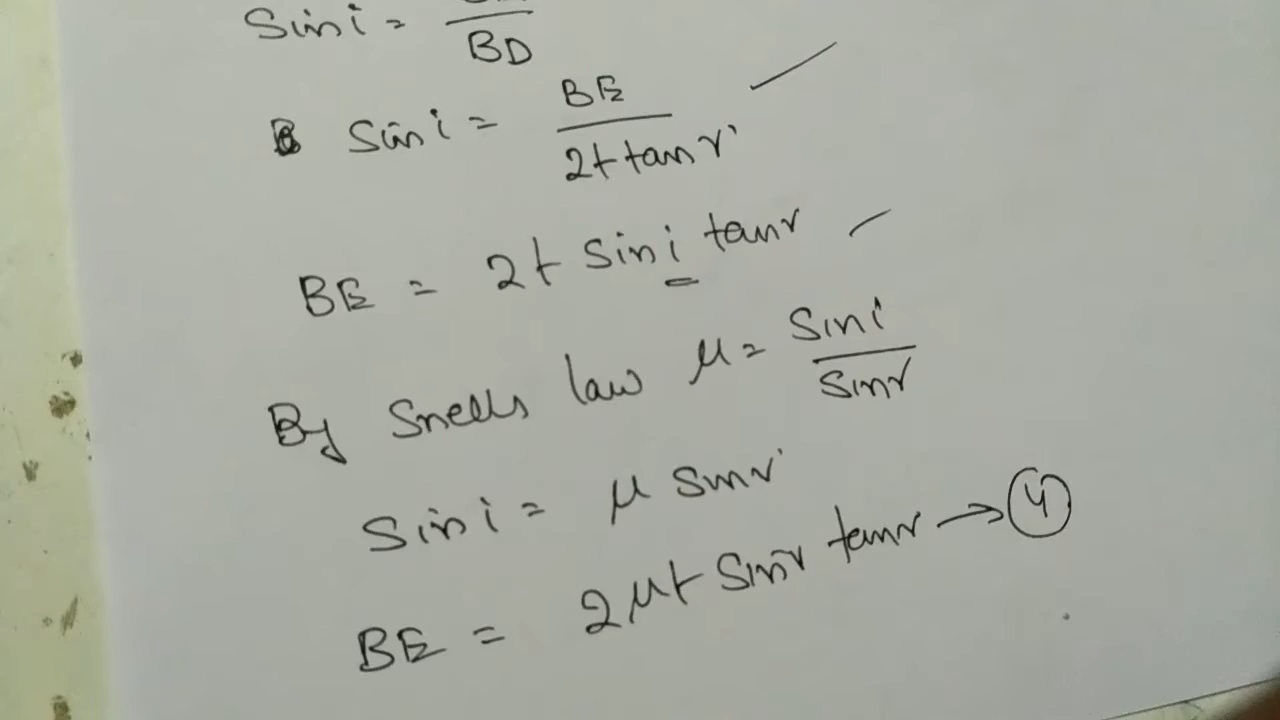 Sin i =
BD
Sin i = BE / 2t tan r
BE = 2t Sin i tan r
By Snells law μ = Sin i / Sin r
Sin i = μ Sin r
BE = 2μt Sin r tan r → 4